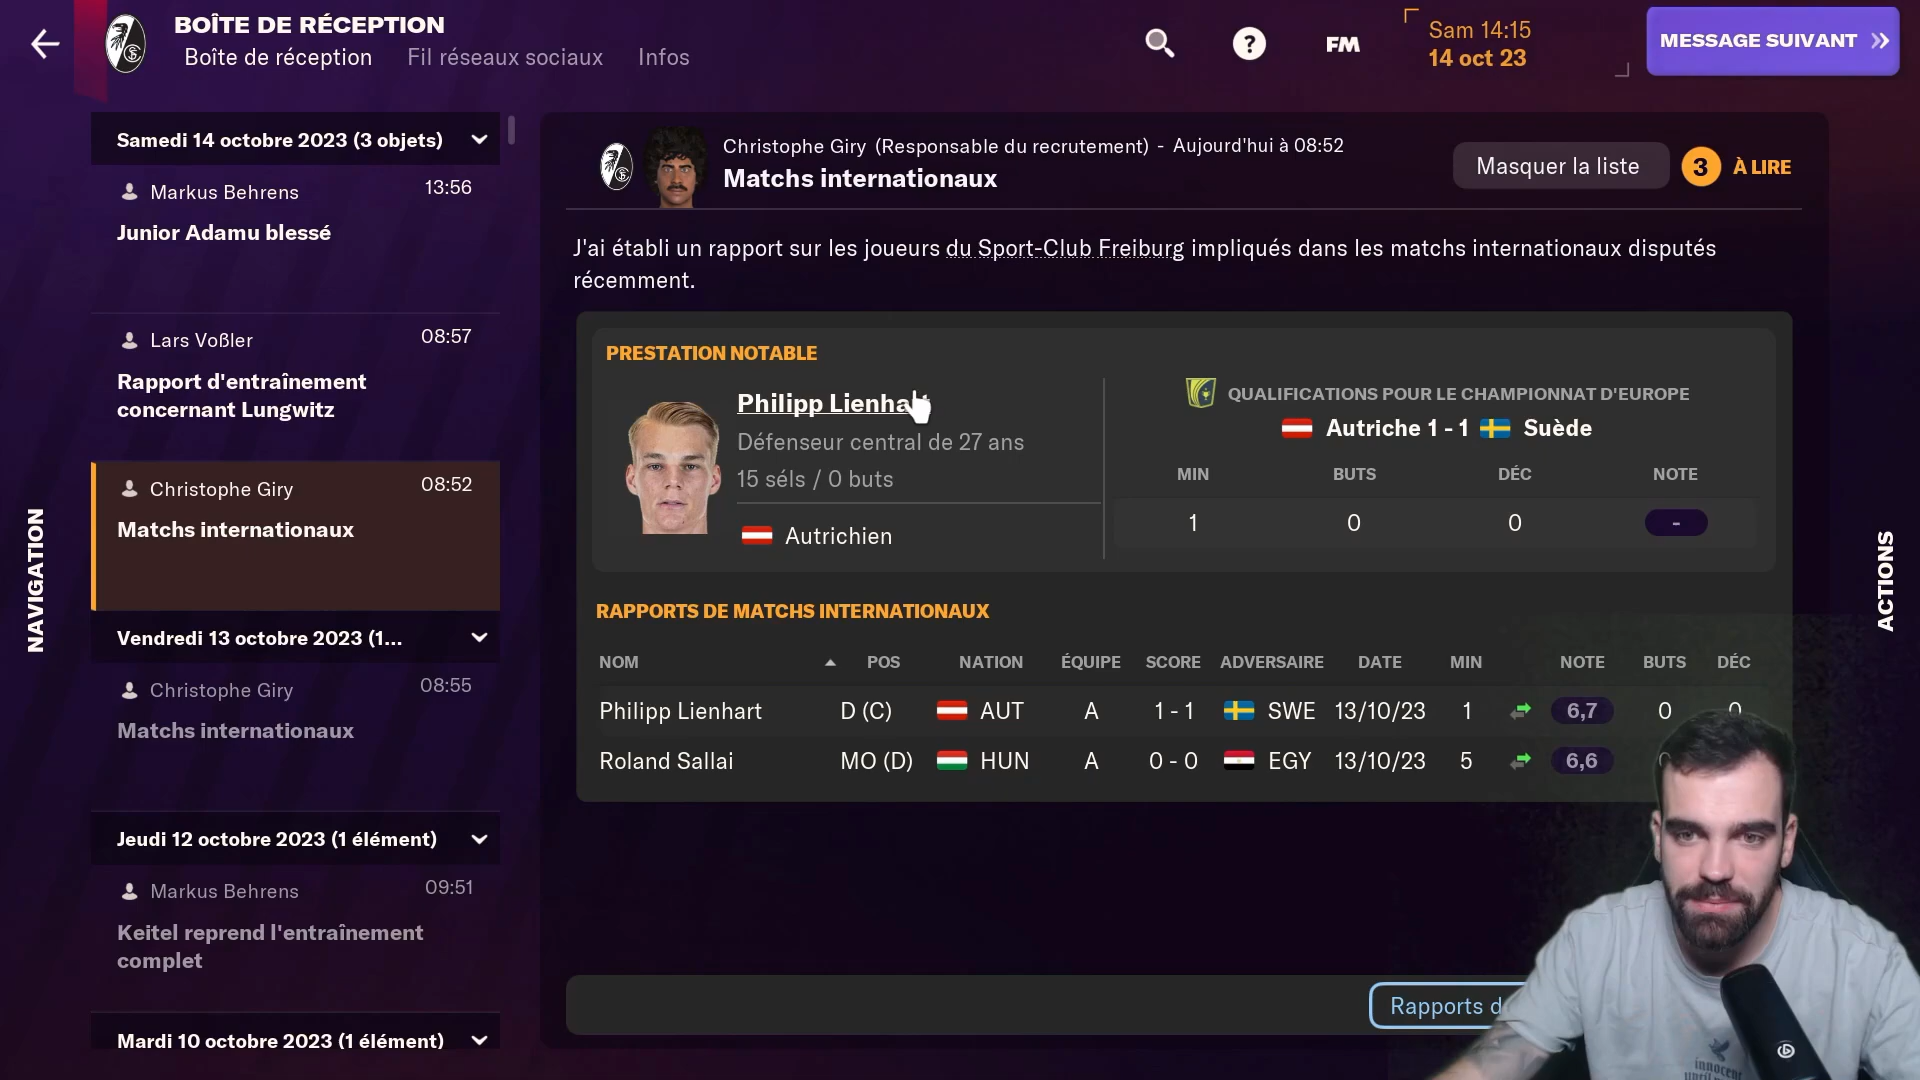 BOÎTE DE RÉCEPTION
Boîte de réception Fil réseaux sociaux Infos
?
FM
Sam 14:15
14 oct 23
MESSAGE SUIVANT
NAVIGATION
Samedi 14 octobre 2023 (3 objets)
Markus Behrens 13:56
Junior Adamu blessé
Lars Voßler 08:57
Rapport d'entraînement
concernant Lungwitz
Christophe Giry 08:52
Matchs internationaux
Vendredi 13 octobre 2023 (1...
Christophe Giry 08:55
Matchs internationaux
Jeudi 12 octobre 2023 (1 élément)
Markus Behrens 09:51
Keitel reprend l'entraînement
complet
Mardi 10 octobre 2023 (1 élément)
Christophe Giry (Responsable du recrutement) - Aujourd'hui à 08:52
Matchs internationaux
Masquer la liste
3 À LIRE
J'ai établi un rapport sur les joueurs du Sport-Club Freiburg impliqués dans les matchs internationaux disputés
récemment.
PRESTATION NOTABLE
Philipp Lienhart
Défenseur central de 27 ans
15 séls / 0 buts
Autrichien
QUALIFICATIONS POUR LE CHAMPIONNAT D'EUROPE
Autriche 1 - 1 Suède
MIN BUTS DÉC NOTE
1 0 0 -
RAPPORTS DE MATCHS INTERNATIONAUX
NOM POS NATION ÉQUIPE SCORE ADVERSAIRE DATE MIN NOTE BUTS DÉC
Philipp Lienhart D (C) AUT A 1 - 1 SWE 13/10/23 1 6,7 0 0
Roland Sallai MO (D) HUN A 0 - 0 EGY 13/10/23 5 6,6 0
Rapports
ACTIONS
innocent